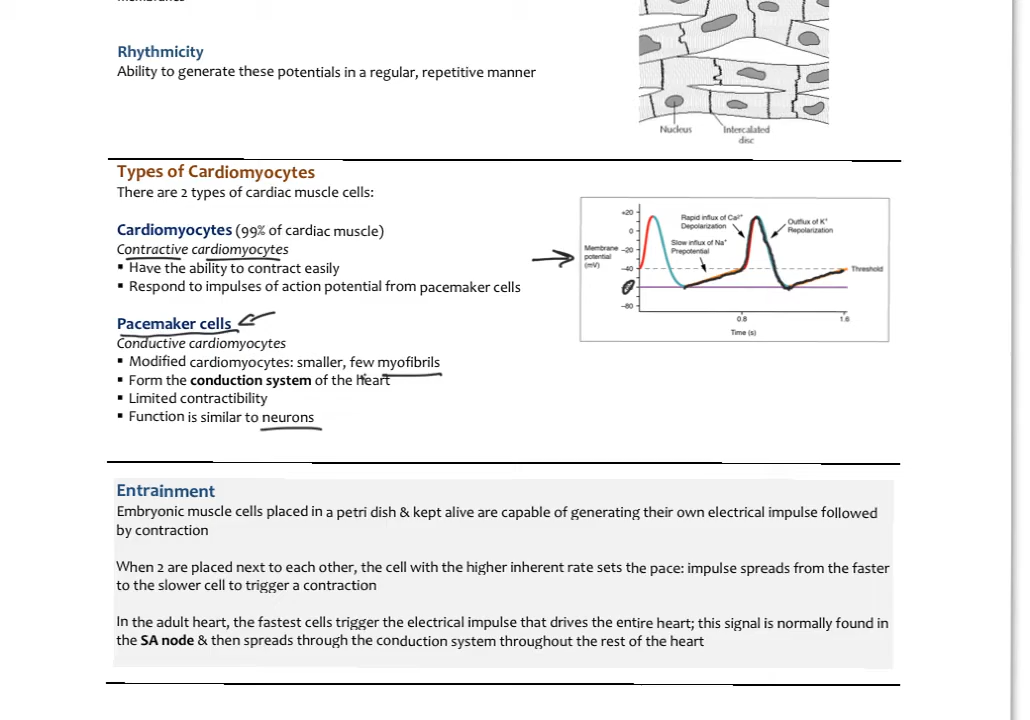 Rhythmicity
Ability to generate these potentials in a regular, repetitive manner
Nucleus
Intercalated
disc
Types of Cardiomyocytes
There are 2 types of cardiac muscle cells:
Cardiomyocytes (99% of cardiac muscle)
Contractive cardiomyocytes
▪ Have the ability to contract easily
▪ Respond to impulses of action potential from pacemaker cells
Pacemaker cells
Conductive cardiomyocytes
▪ Modified cardiomyocytes: smaller, few myofibrils
▪ Form the conduction system of the heart
▪ Limited contractibility
▪ Function is similar to neurons
+20
0
−20
−40
−80
Membrane
potential
(mV)
Rapid influx of Ca²⁺
Depolarization
Outflux of K⁺
Repolarization
Slow influx of Na⁺
Prepotential
Threshold
0.8
1.6
Time (s)
Entrainment
Embryonic muscle cells placed in a petri dish & kept alive are capable of generating their own electrical impulse followed
by contraction
When 2 are placed next to each other, the cell with the higher inherent rate sets the pace: impulse spreads from the faster
to the slower cell to trigger a contraction
In the adult heart, the fastest cells trigger the electrical impulse that drives the entire heart; this signal is normally found in
the SA node & then spreads through the conduction system throughout the rest of the heart